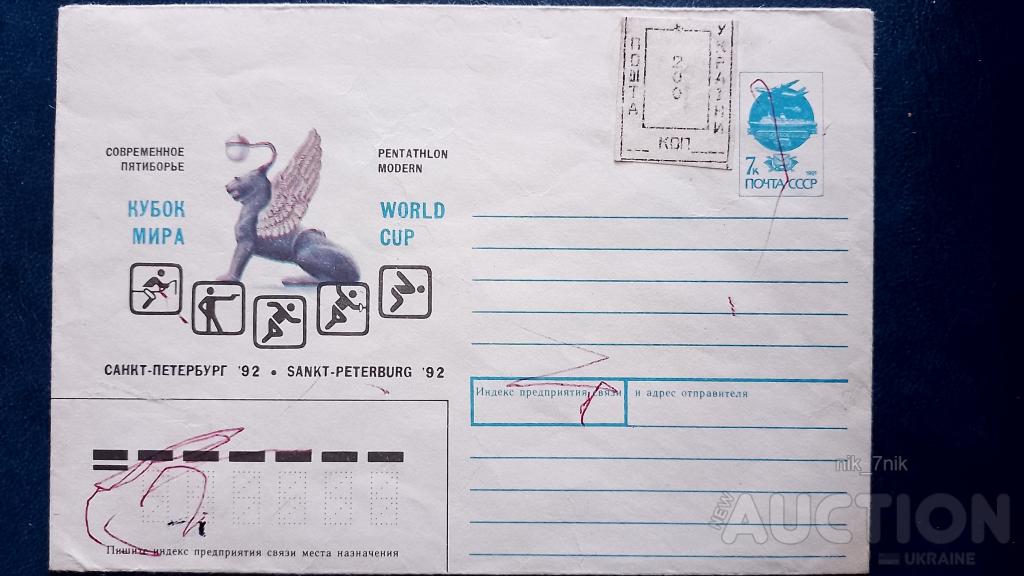 ПОШТА
УКРАЇНИ
200
КОП
7к
1991
ПОЧТА СССР
СОВРЕМЕННОЕ
ПЯТИБОРЬЕ
PENTATHLON
MODERN
КУБОК
МИРА
WORLD
CUP
САНКТ-ПЕТЕРБУРГ '92 • SANKT-PETERBURG '92
Индекс предприятия связи и адрес отправителя
Пишите индекс предприятия связи места назначения
nik_7nik
NEW AUCTION
UKRAINE